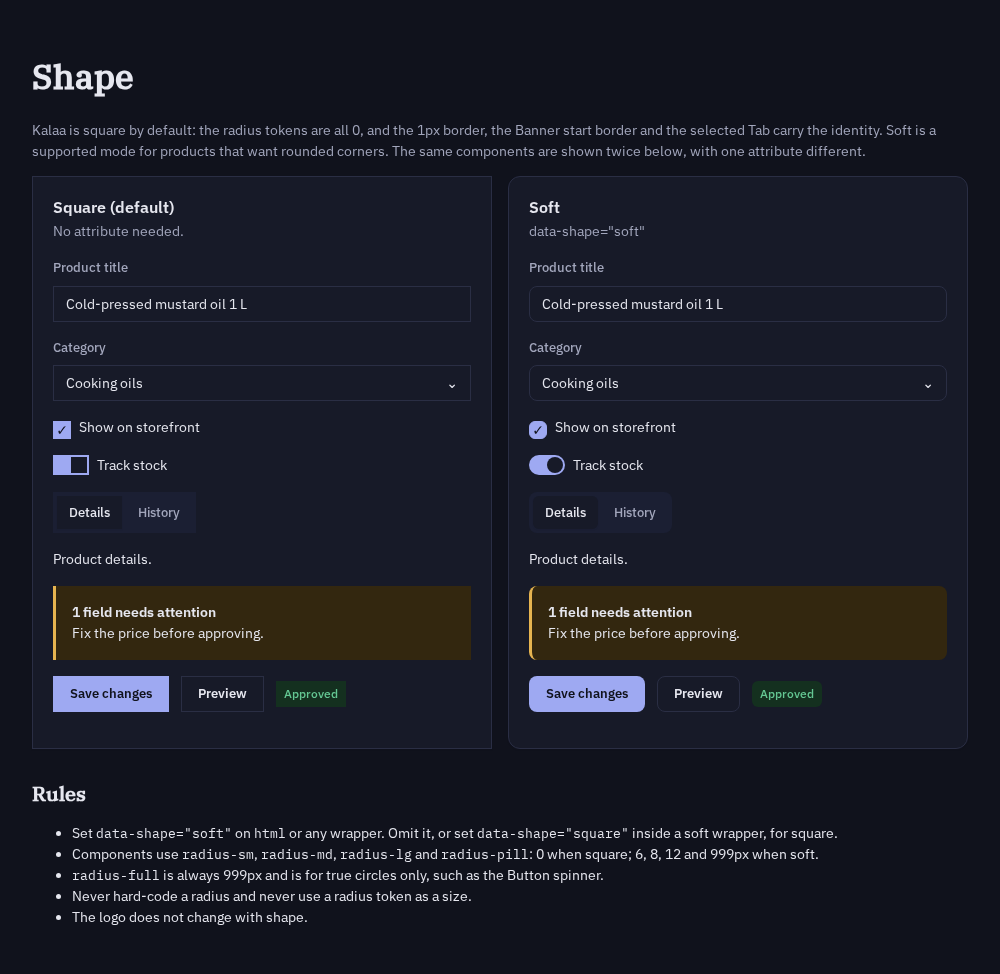 Shape
Kalaa is square by default: the radius tokens are all 0, and the 1px border, the Banner start border and the selected Tab carry the identity. Soft is a
supported mode for products that want rounded corners. The same components are shown twice below, with one attribute different.
Square (default)
No attribute needed.
Product title
Cold-pressed mustard oil 1 L
Category
Cooking oils
Show on storefront
Track stock
Details History
Product details.
1 field needs attention
Fix the price before approving.
Save changes Preview Approved
Soft
data-shape="soft"
Product title
Cold-pressed mustard oil 1 L
Category
Cooking oils
Show on storefront
Track stock
Details History
Product details.
1 field needs attention
Fix the price before approving.
Save changes Preview Approved
Rules
• Set data-shape="soft" on html or any wrapper. Omit it, or set data-shape="square" inside a soft wrapper, for square.
• Components use radius-sm, radius-md, radius-lg and radius-pill: 0 when square; 6, 8, 12 and 999px when soft.
• radius-full is always 999px and is for true circles only, such as the Button spinner.
• Never hard-code a radius and never use a radius token as a size.
• The logo does not change with shape.